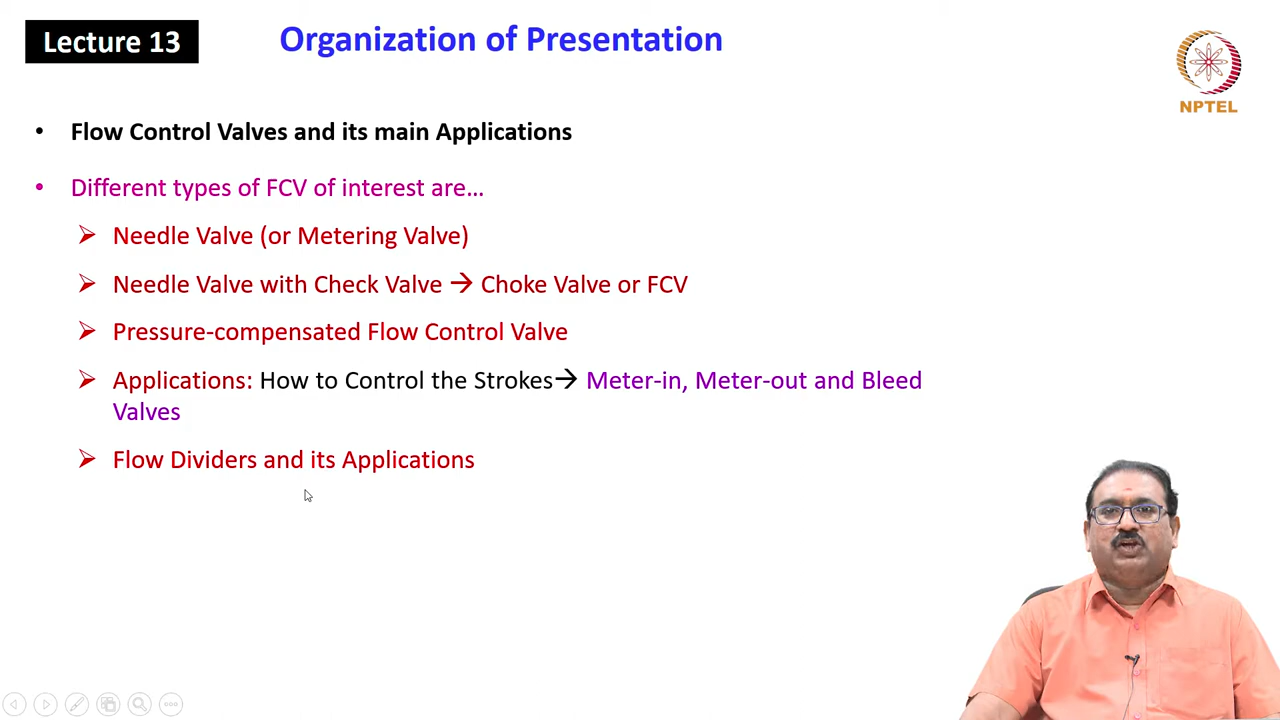 Lecture 13
Organization of Presentation
NPTEL
• Flow Control Valves and its main Applications
• Different types of FCV of interest are…
➢ Needle Valve (or Metering Valve)
➢ Needle Valve with Check Valve → Choke Valve or FCV
➢ Pressure-compensated Flow Control Valve
➢ Applications: How to Control the Strokes→ Meter-in, Meter-out and Bleed
Valves
➢ Flow Dividers and its Applications